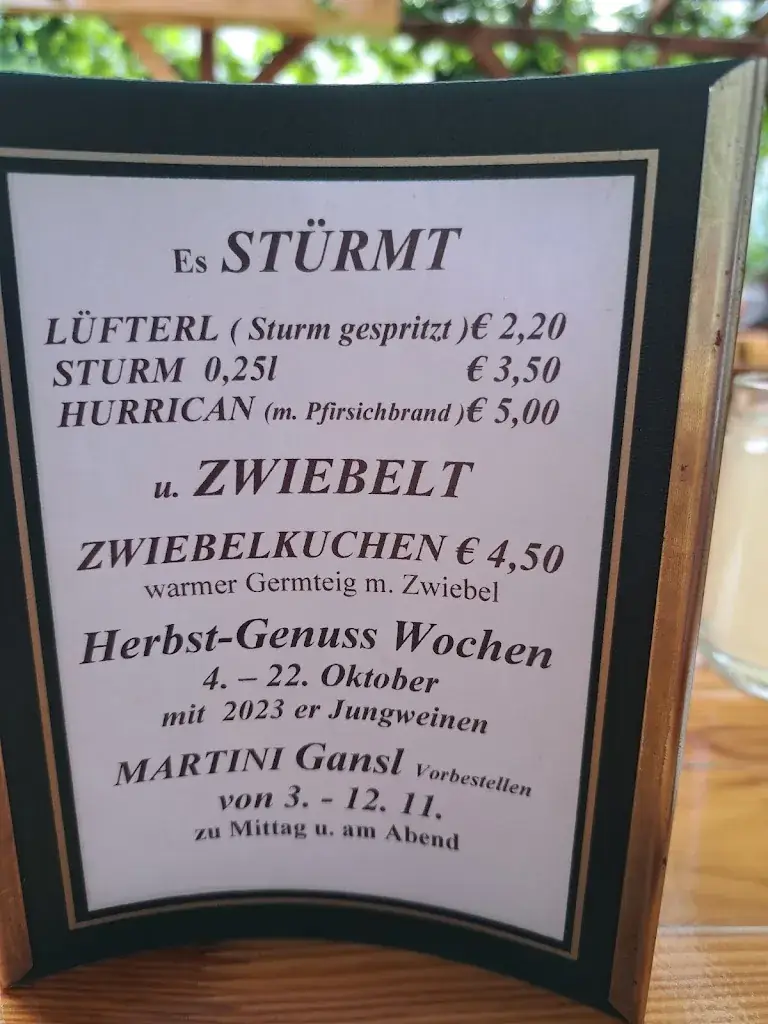 Es STÜRMT
LÜFTERL ( Sturm gespritzt )€ 2,20
STURM 0,25l € 3,50
HURRICAN (m. Pfirsichbrand )€ 5,00
u. ZWIEBELT
ZWIEBELKUCHEN € 4,50
warmer Germteig m. Zwiebel
Herbst-Genuss Wochen
4. – 22. Oktober
mit 2023 er Jungweinen
MARTINI Gansl Vorbestellen
von 3. - 12. 11.
zu Mittag u. am Abend